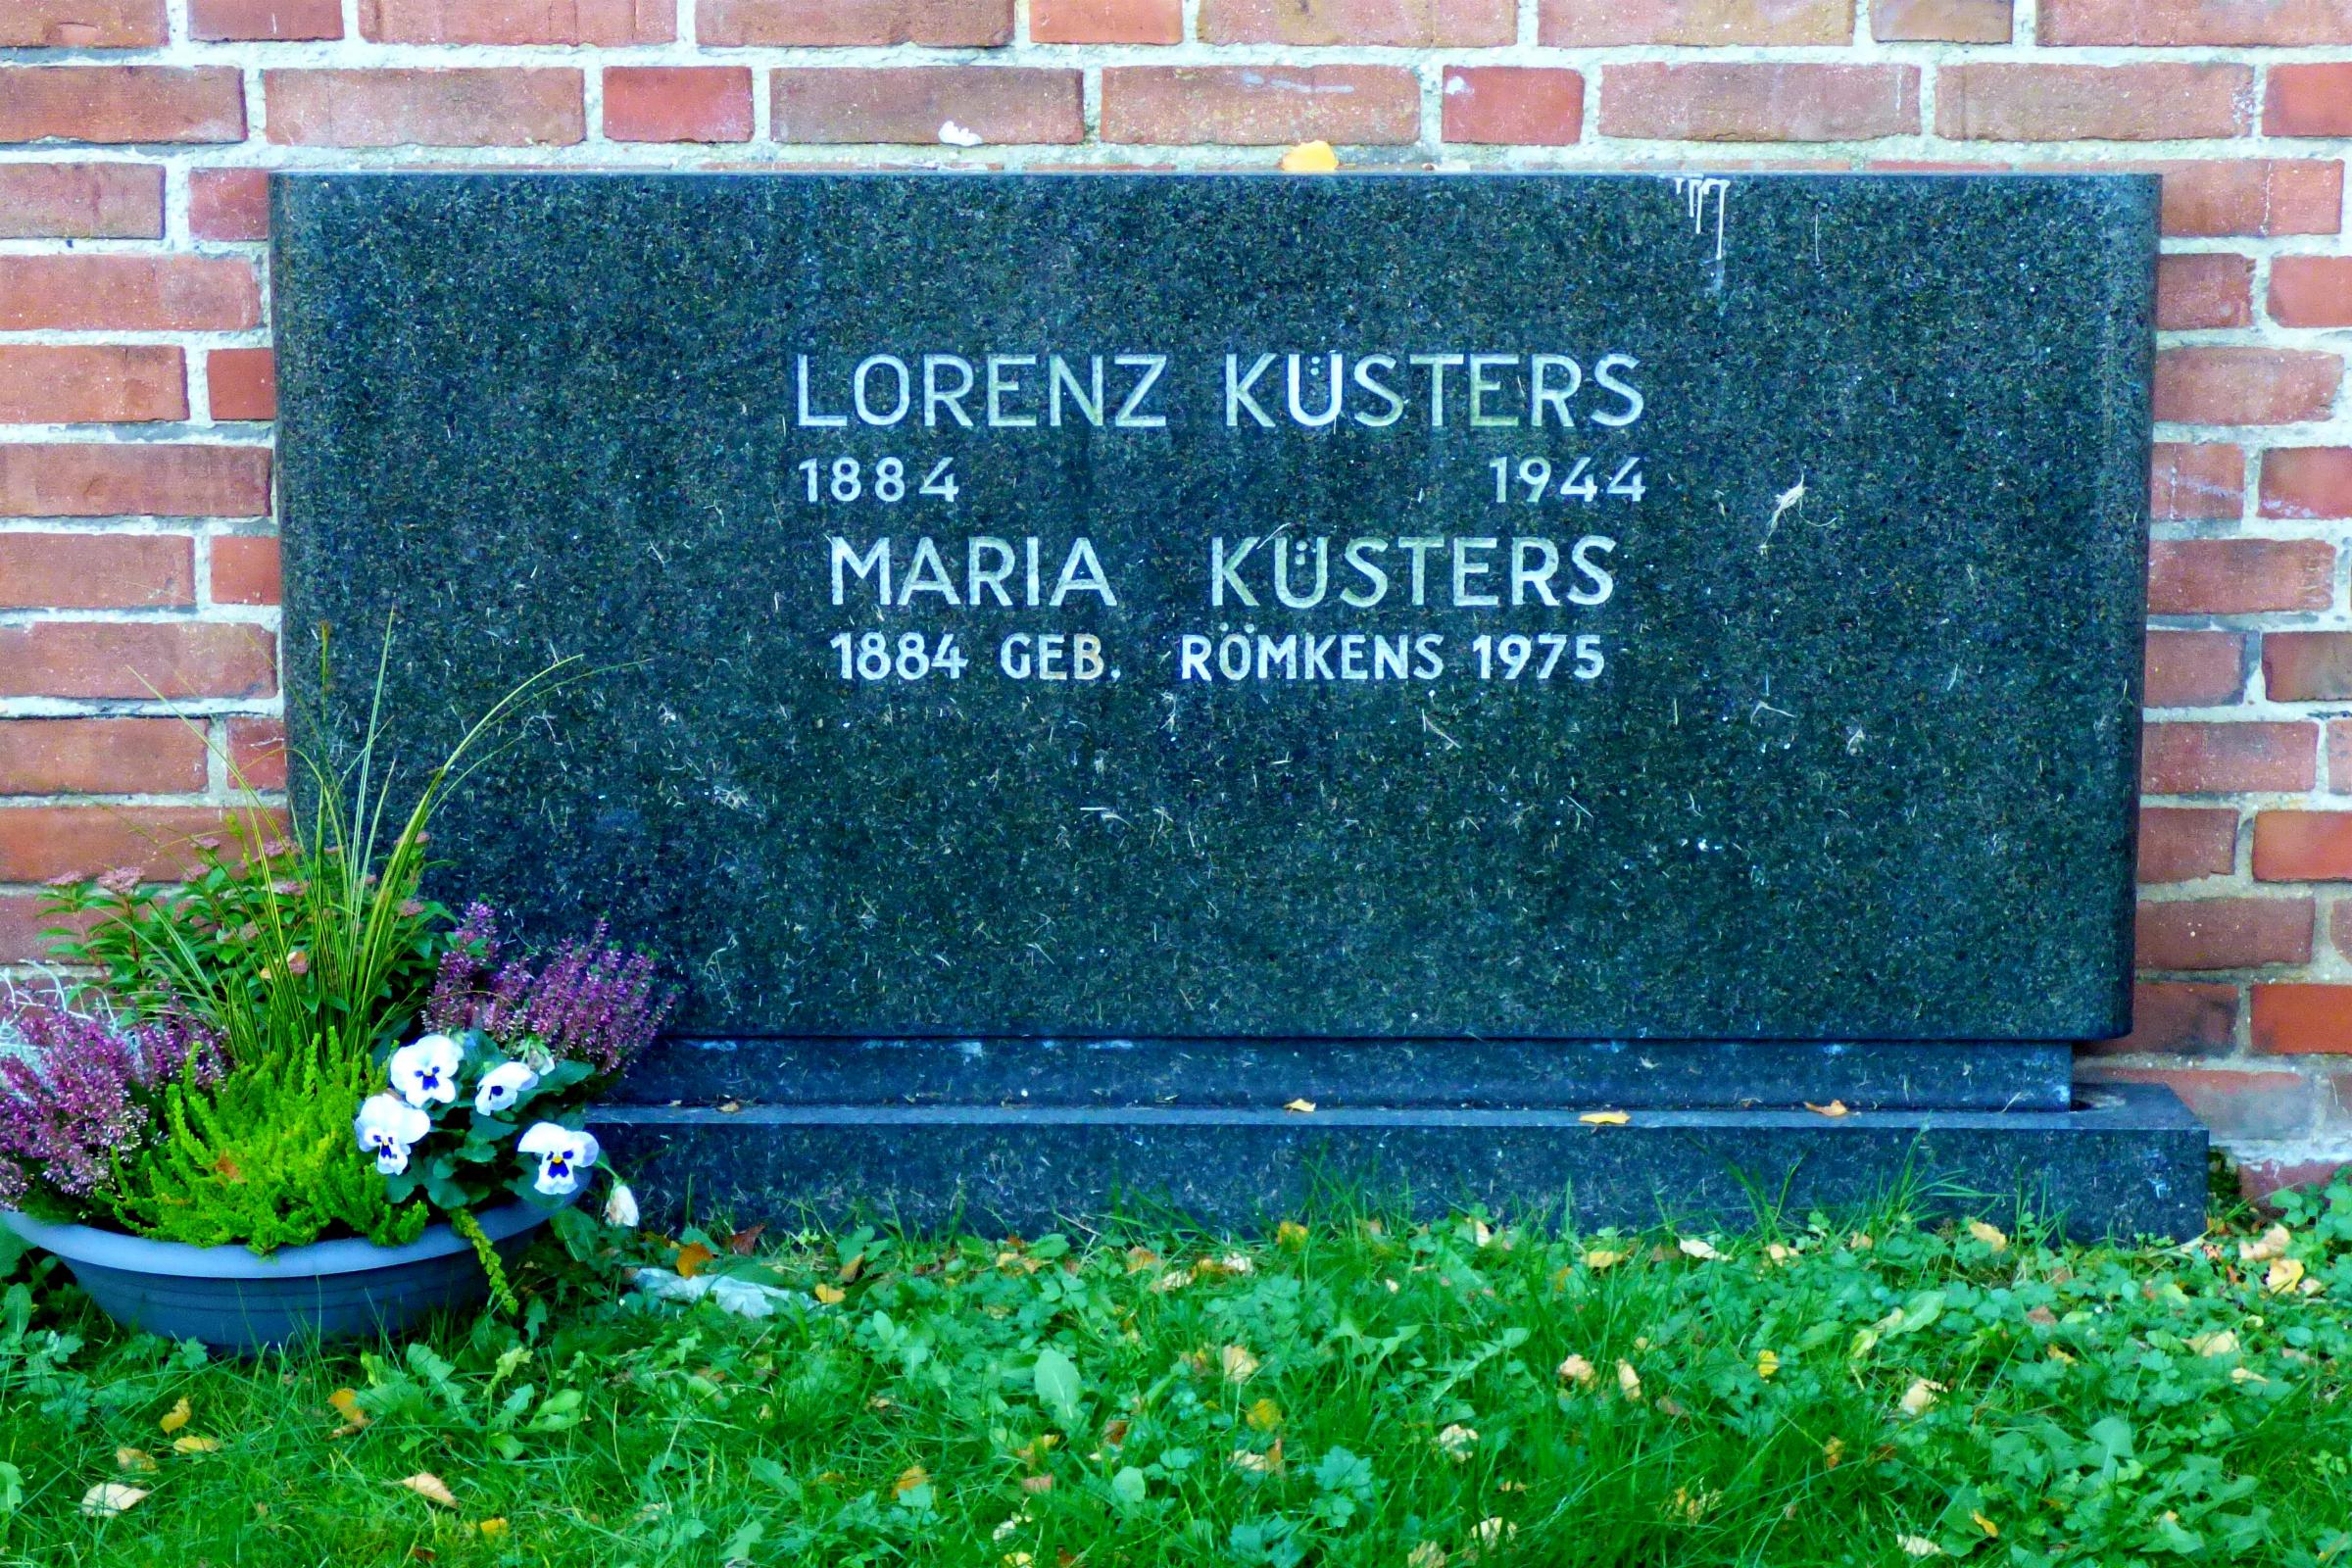 LORENZ KÜSTERS
1884 1944
MARIA KÜSTERS
1884 GEB. RÖMKENS 1975